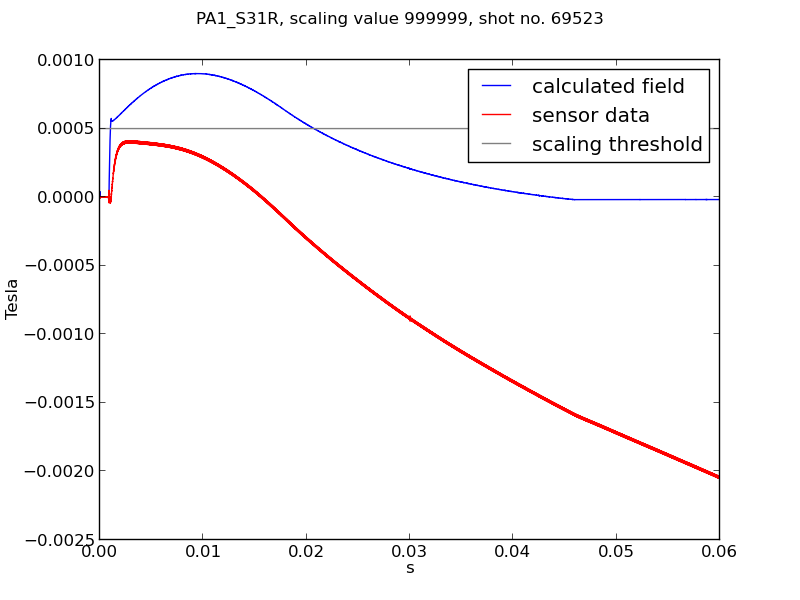 PA1_S31R, scaling value 999999, shot no. 69523
0.0010
0.0005
0.0000
−0.0005
−0.0010
−0.0015
−0.0020
−0.0025
Tesla
calculated field
sensor data
scaling threshold
0.00 0.01 0.02 0.03 0.04 0.05 0.06
s